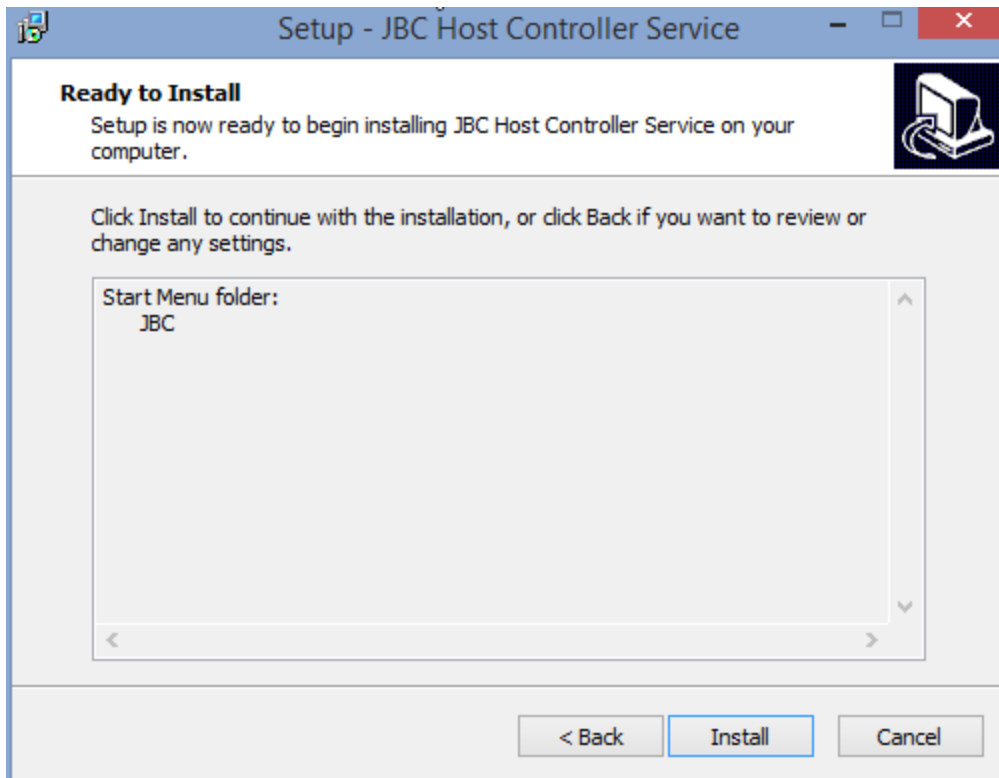 Setup - JBC Host Controller Service
Ready to Install
Setup is now ready to begin installing JBC Host Controller Service on your
computer.
Click Install to continue with the installation, or click Back if you want to review or
change any settings.
Start Menu folder:
JBC
< Back
Install
Cancel